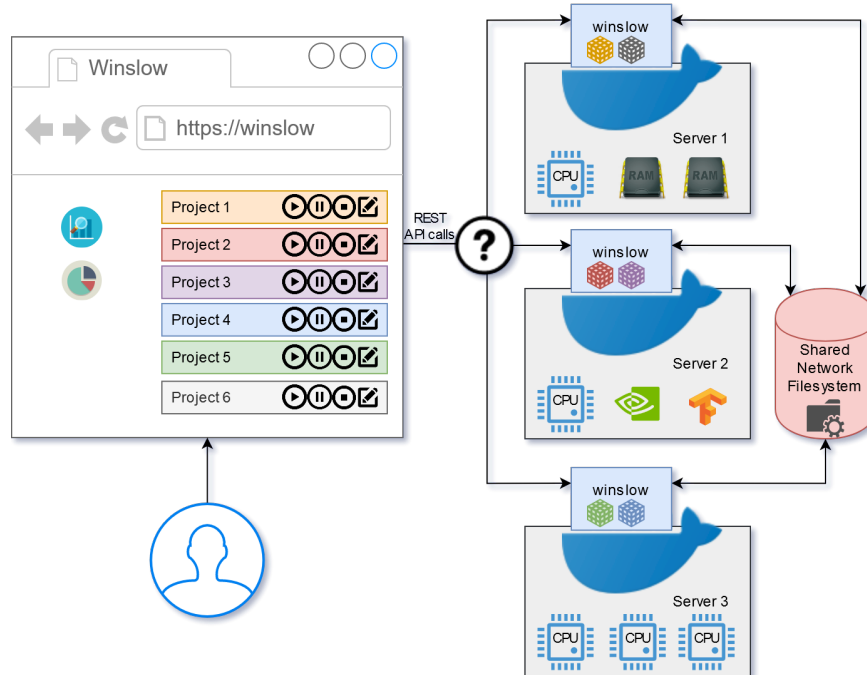 Winslow
https://winslow
Project 1
Project 2
Project 3
Project 4
Project 5
Project 6
REST
API calls
?
winslow
Server 1
CPU
RAM
RAM
winslow
Server 2
CPU
winslow
Server 3
CPU
CPU
CPU
Shared
Network
Filesystem